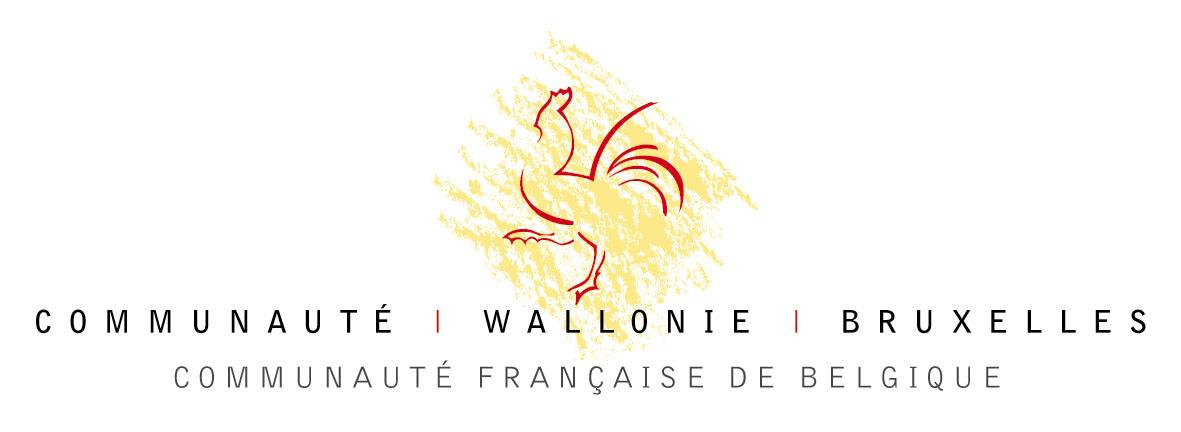 COMMUNAUTÉ | WALLONIE | BRUXELLES
COMMUNAUTÉ FRANÇAISE DE BELGIQUE